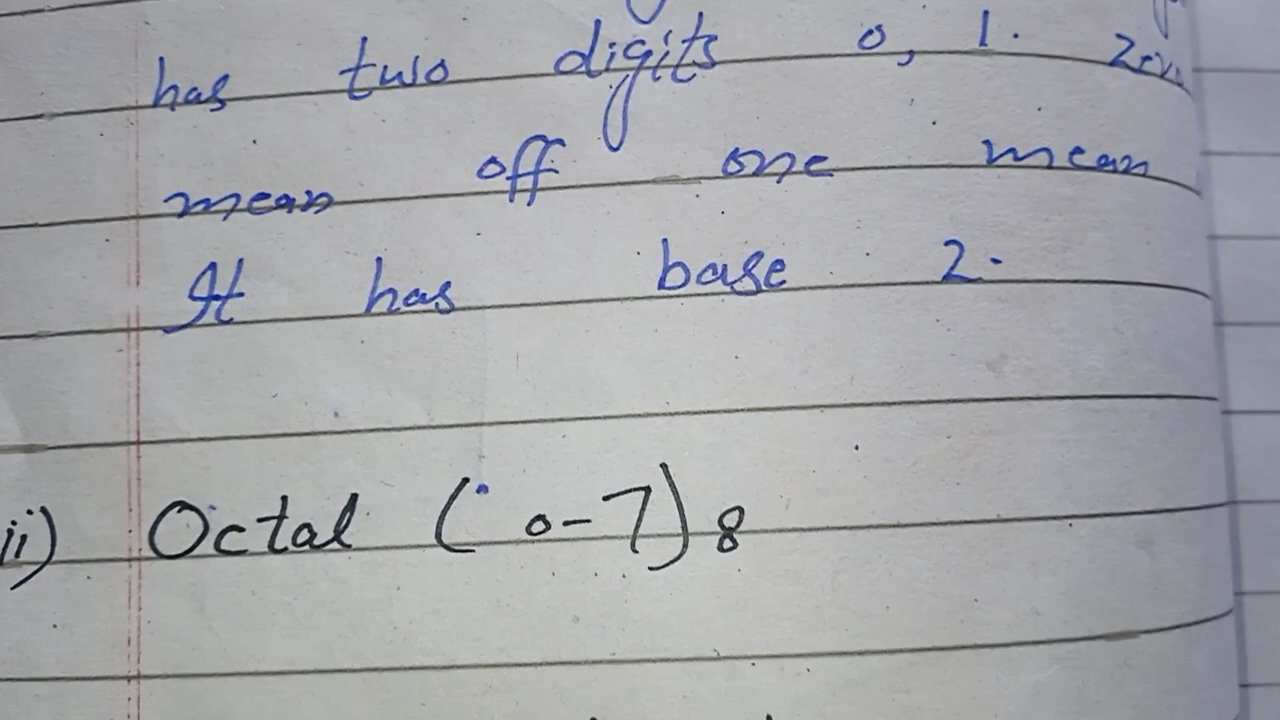 has two digits 0, 1. Zero
mean off one mean
It has base 2.
ii) Octal (0-7)8